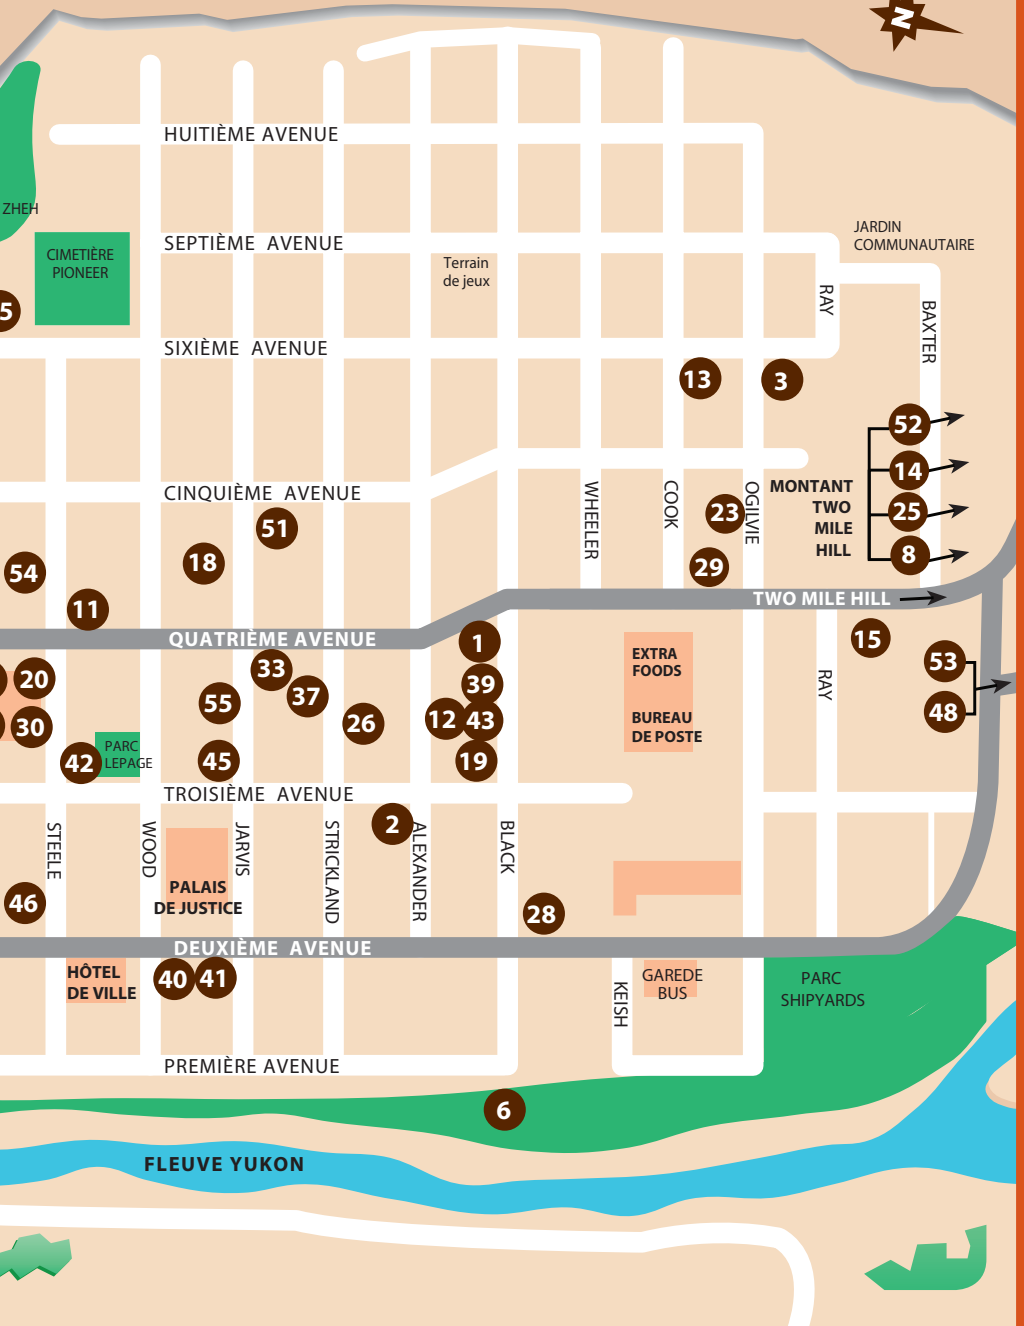 N
HUITIÈME AVENUE
ZHEH
CIMETIÈRE
PIONEER
SEPTIÈME AVENUE
Terrain
de jeux
JARDIN
COMMUNAUTAIRE
RAY
BAXTER
5
SIXIÈME AVENUE
13
3
52
14
25
8
MONTANT
TWO
MILE
HILL
CINQUIÈME AVENUE
WHEELER
COOK
OGILVIE
23
51
18
29
54
11
TWO MILE HILL
QUATRIÈME AVENUE
1
15
EXTRA
FOODS
BUREAU
DE POSTE
RAY
53
48
20
33
39
55
37
30
26
12
43
42
PARC
LEPAGE
45
19
TROISIÈME AVENUE
STEELE
WOOD
JARVIS
STRICKLAND
2
ALEXANDER
BLACK
PALAIS
DE JUSTICE
46
28
DEUXIÈME AVENUE
HÔTEL
DE VILLE
40
41
KEISH
GAREDE
BUS
PARC
SHIPYARDS
PREMIÈRE AVENUE
6
FLEUVE YUKON